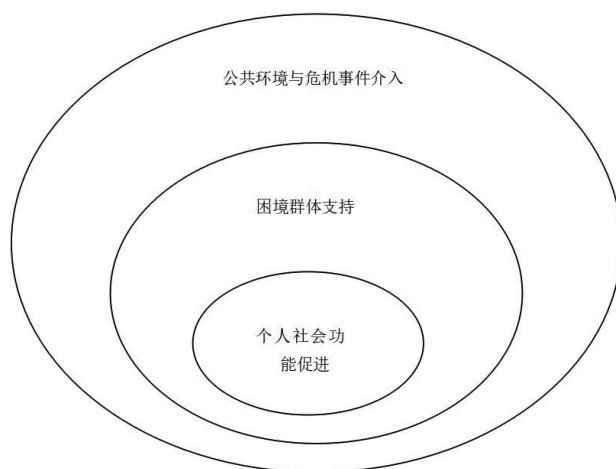 公共环境与危机事件介入
困境群体支持
个人社会功
能促进